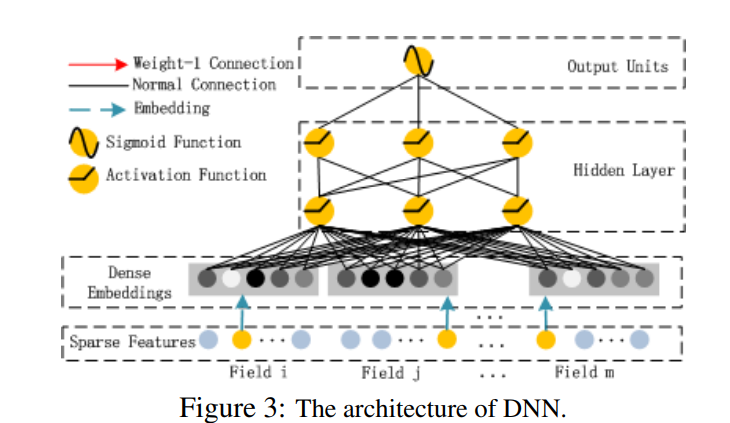 Weight-1 Connection
Normal Connection
Embedding
Sigmoid Function
Activation Function
Output Units
Hidden Layer
Dense
Embeddings
...
Sparse Features ... ... ... ...
Field i Field j ... Field m
Figure 3: The architecture of DNN.